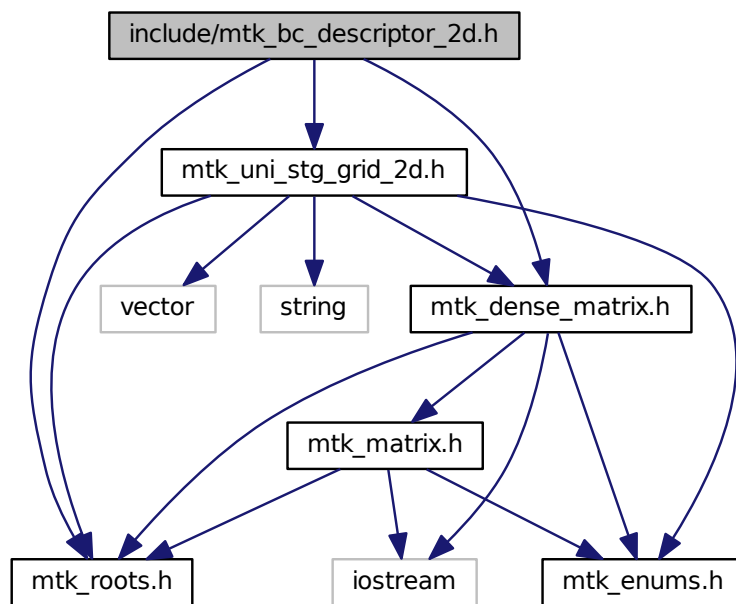 include/mtk_bc_descriptor_2d.h
mtk_uni_stg_grid_2d.h
vector
string
mtk_dense_matrix.h
mtk_matrix.h
mtk_roots.h
iostream
mtk_enums.h